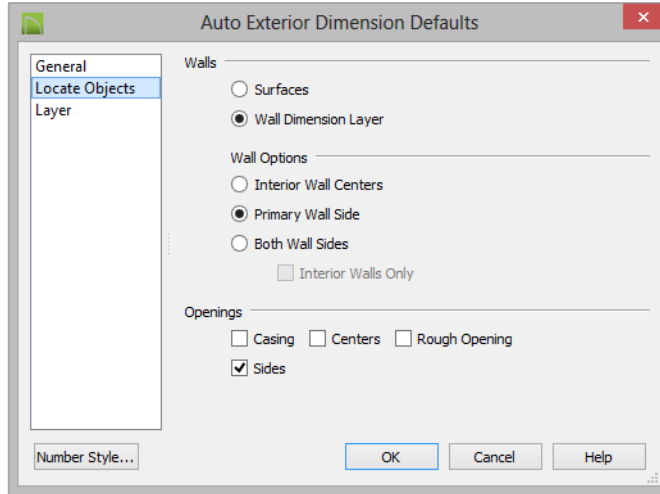 Auto Exterior Dimension Defaults
General
Locate Objects
Layer
Walls
Surfaces
Wall Dimension Layer
Wall Options
Interior Wall Centers
Primary Wall Side
Both Wall Sides
Interior Walls Only
Openings
Casing Centers Rough Opening
Sides
Number Style... OK Cancel Help